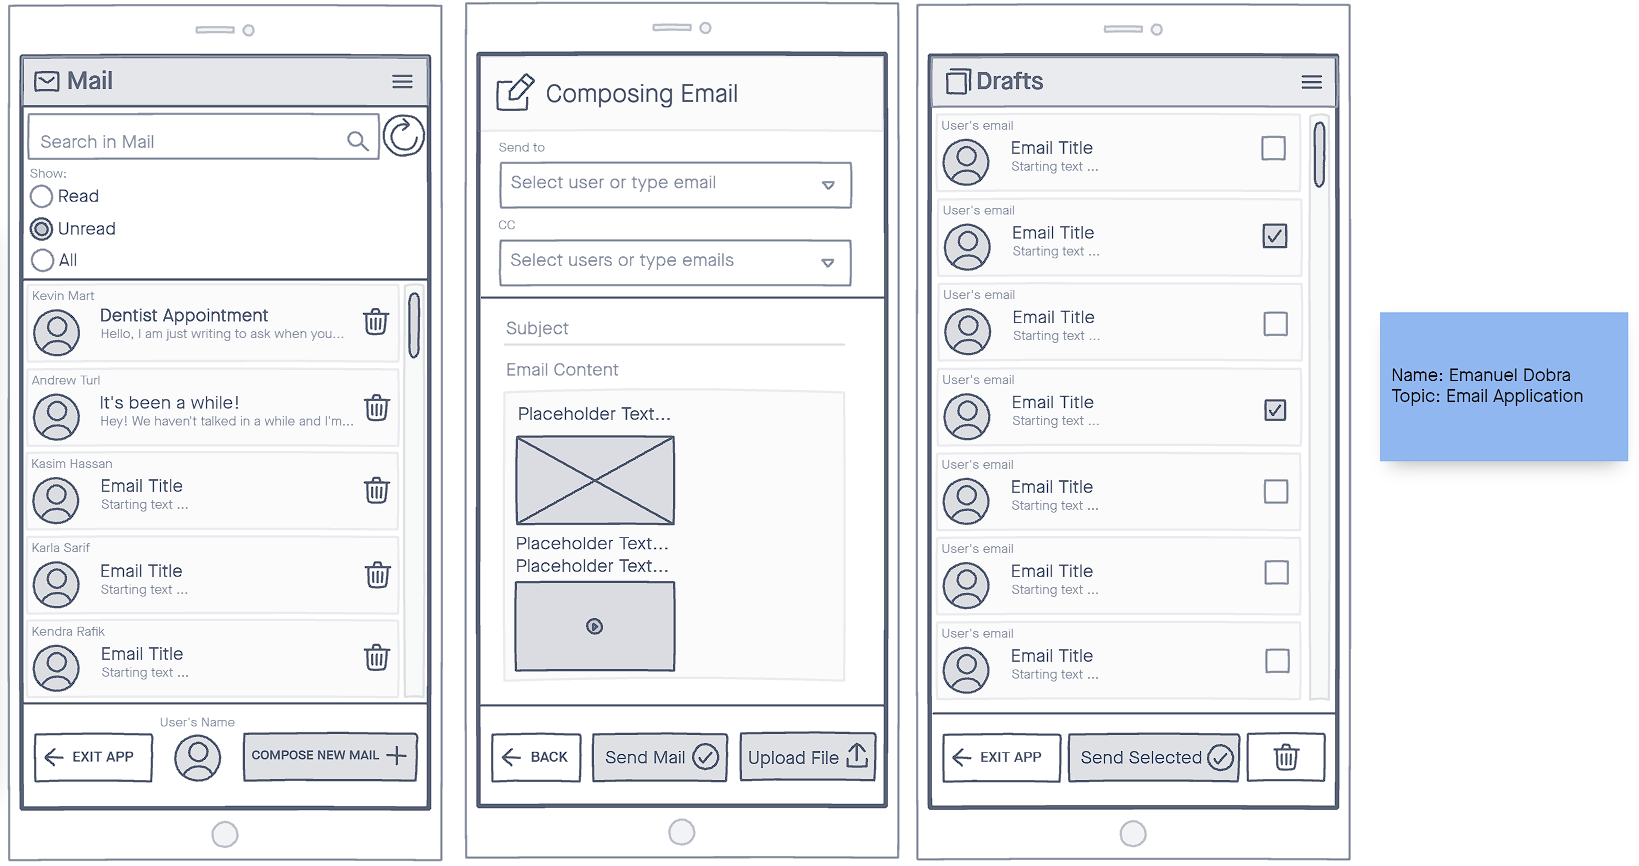 Mail
Search in Mail
Show:
Read
Unread
All
Kevin Mart
Dentist Appointment
Hello, I am just writing to ask when you...
Andrew Turl
It's been a while!
Hey! We haven't talked in a while and I'm...
Kasim Hassan
Email Title
Starting text ...
Karla Sarif
Email Title
Starting text ...
Kendra Rafik
Email Title
Starting text ...
User's Name
EXIT APP
COMPOSE NEW MAIL
Composing Email
Send to
Select user or type email
CC
Select users or type emails
Subject
Email Content
Placeholder Text...
Placeholder Text...
Placeholder Text...
BACK
Send Mail
Upload File
Drafts
User's email
Email Title
Starting text ...
User's email
Email Title
Starting text ...
User's email
Email Title
Starting text ...
User's email
Email Title
Starting text ...
User's email
Email Title
Starting text ...
User's email
Email Title
Starting text ...
User's email
Email Title
Starting text ...
EXIT APP
Send Selected
Name: Emanuel Dobra
Topic: Email Application